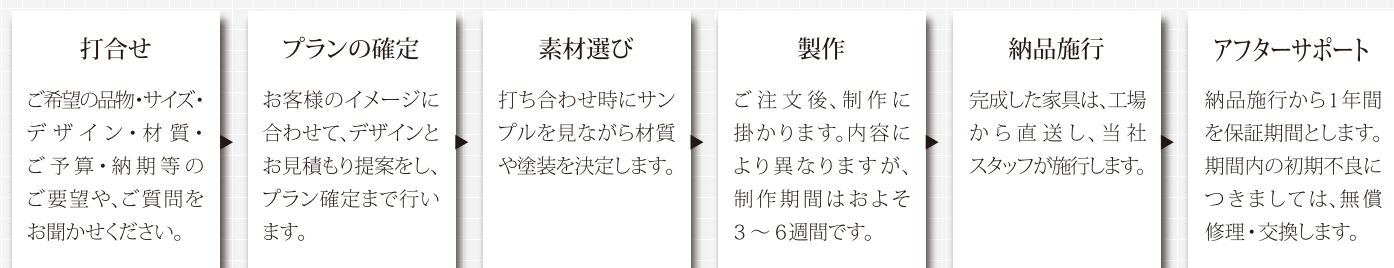 打合せ
ご希望の品物・サイズ・
デザイン・材質・
ご予算・納期等の
ご要望や、ご質問を
お聞かせください。
プランの確定
お客様のイメージに
合わせて、デザインと
お見積もり提案をし、
プラン確定まで行い
ます。
素材選び
打ち合わせ時にサン
プルを見ながら材質
や塗装を決定します。
製作
ご注文後、制作に
掛かります。内容に
より異なりますが、
制作期間はおよそ
3〜6週間です。
納品施行
完成した家具は、工場
から直送し、当社
スタッフが施行します。
アフターサポート
納品施行から1年間
を保証期間とします。
期間内の初期不良に
つきましては、無償
修理・交換します。